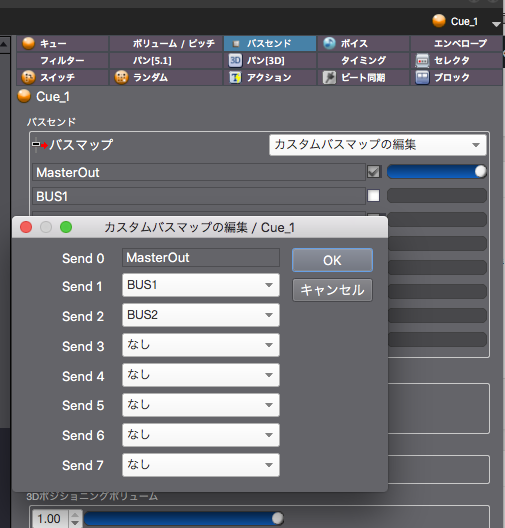 Cue_1
キュー ボリューム / ピッチ バスセンド ボイス エンベロープ
フィルター パン[5.1] パン[3D] タイミング セレクタ
スイッチ ランダム アクション ビート同期 ブロック
Cue_1
バスセンド
バスマップ カスタムバスマップの編集
MasterOut
BUS1
カスタムバスマップの編集 / Cue_1
Send 0 MasterOut OK
Send 1 BUS1 キャンセル
Send 2 BUS2
Send 3 なし
Send 4 なし
Send 5 なし
Send 6 なし
Send 7 なし
3Dポジショニングボリューム
1.00